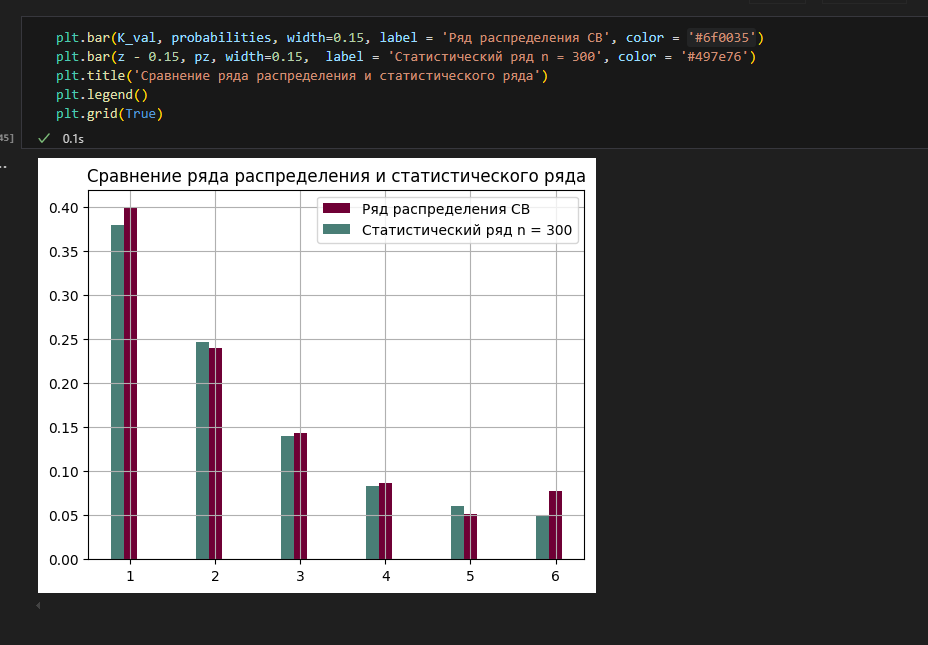 plt.bar(K_val, probabilities, width=0.15, label = 'Ряд распределения СВ', color = '#6f0035')
plt.bar(z - 0.15, pz, width=0.15,  label = 'Статистический ряд n = 300', color = '#497e76')
plt.title('Сравнение ряда распределения и статистического ряда')
plt.legend()
plt.grid(True)
45]
0.1s
Сравнение ряда распределения и статистического ряда
Ряд распределения СВ
Статистический ряд n = 300
0.40
0.35
0.30
0.25
0.20
0.15
0.10
0.05
0.00
1 2 3 4 5 6